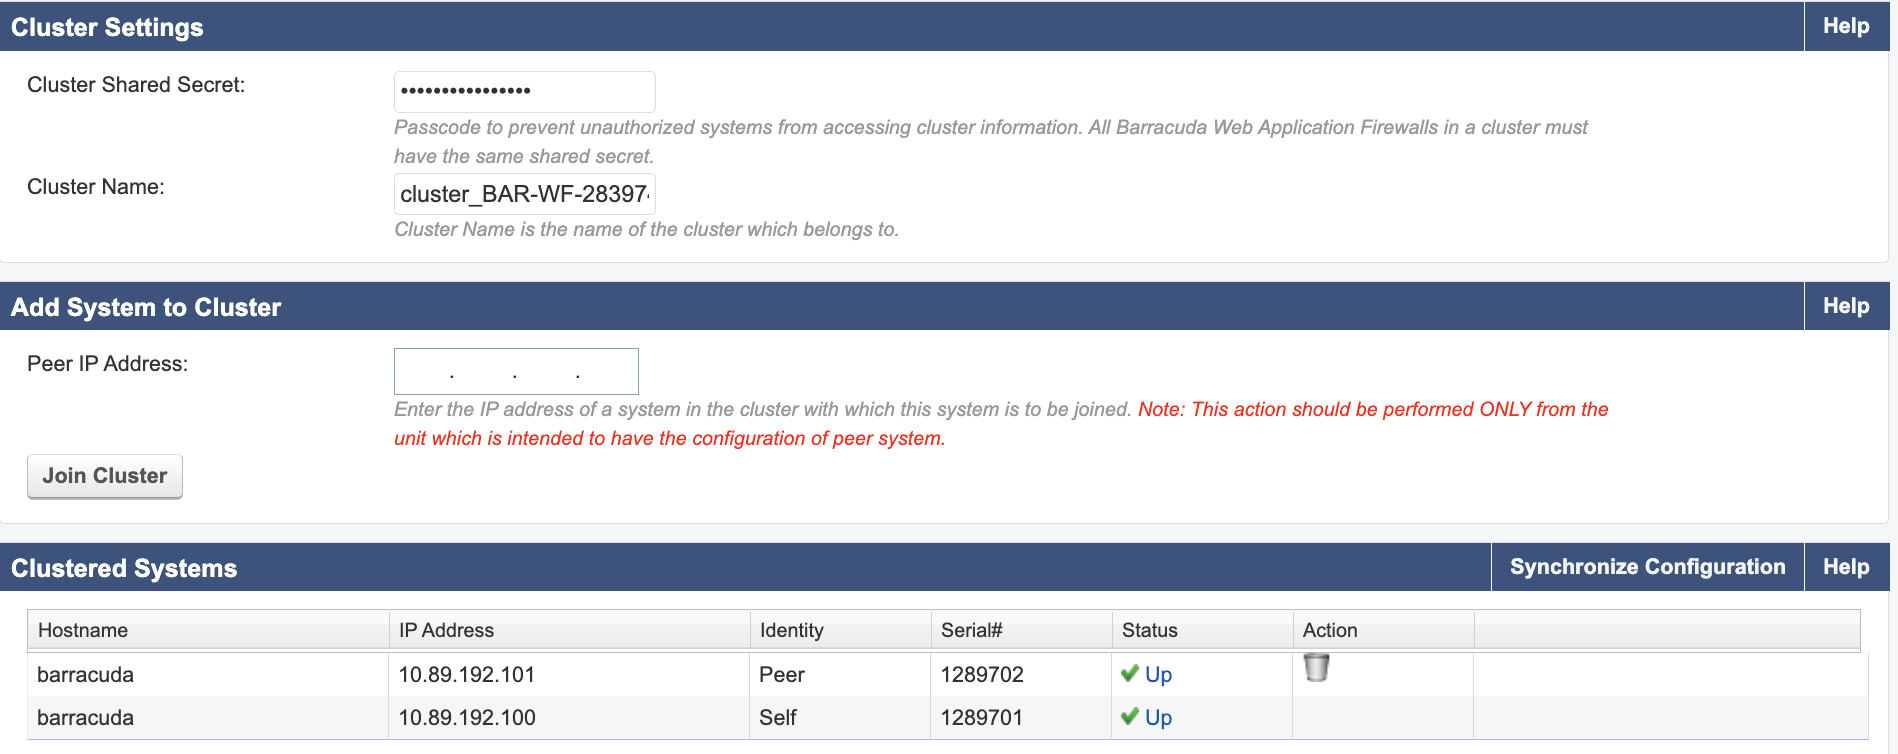 Cluster Settings Help
Cluster Shared Secret: ••••••••••••••••
Passcode to prevent unauthorized systems from accessing cluster information. All Barracuda Web Application Firewalls in a cluster must
have the same shared secret.
Cluster Name: cluster_BAR-WF-28397
Cluster Name is the name of the cluster which belongs to.
Add System to Cluster Help
Peer IP Address: . . .
Enter the IP address of a system in the cluster with which this system is to be joined. Note: This action should be performed ONLY from the
unit which is intended to have the configuration of peer system.
Join Cluster
Clustered Systems Synchronize Configuration Help
Hostname IP Address Identity Serial# Status Action
barracuda 10.89.192.101 Peer 1289702 Up
barracuda 10.89.192.100 Self 1289701 Up